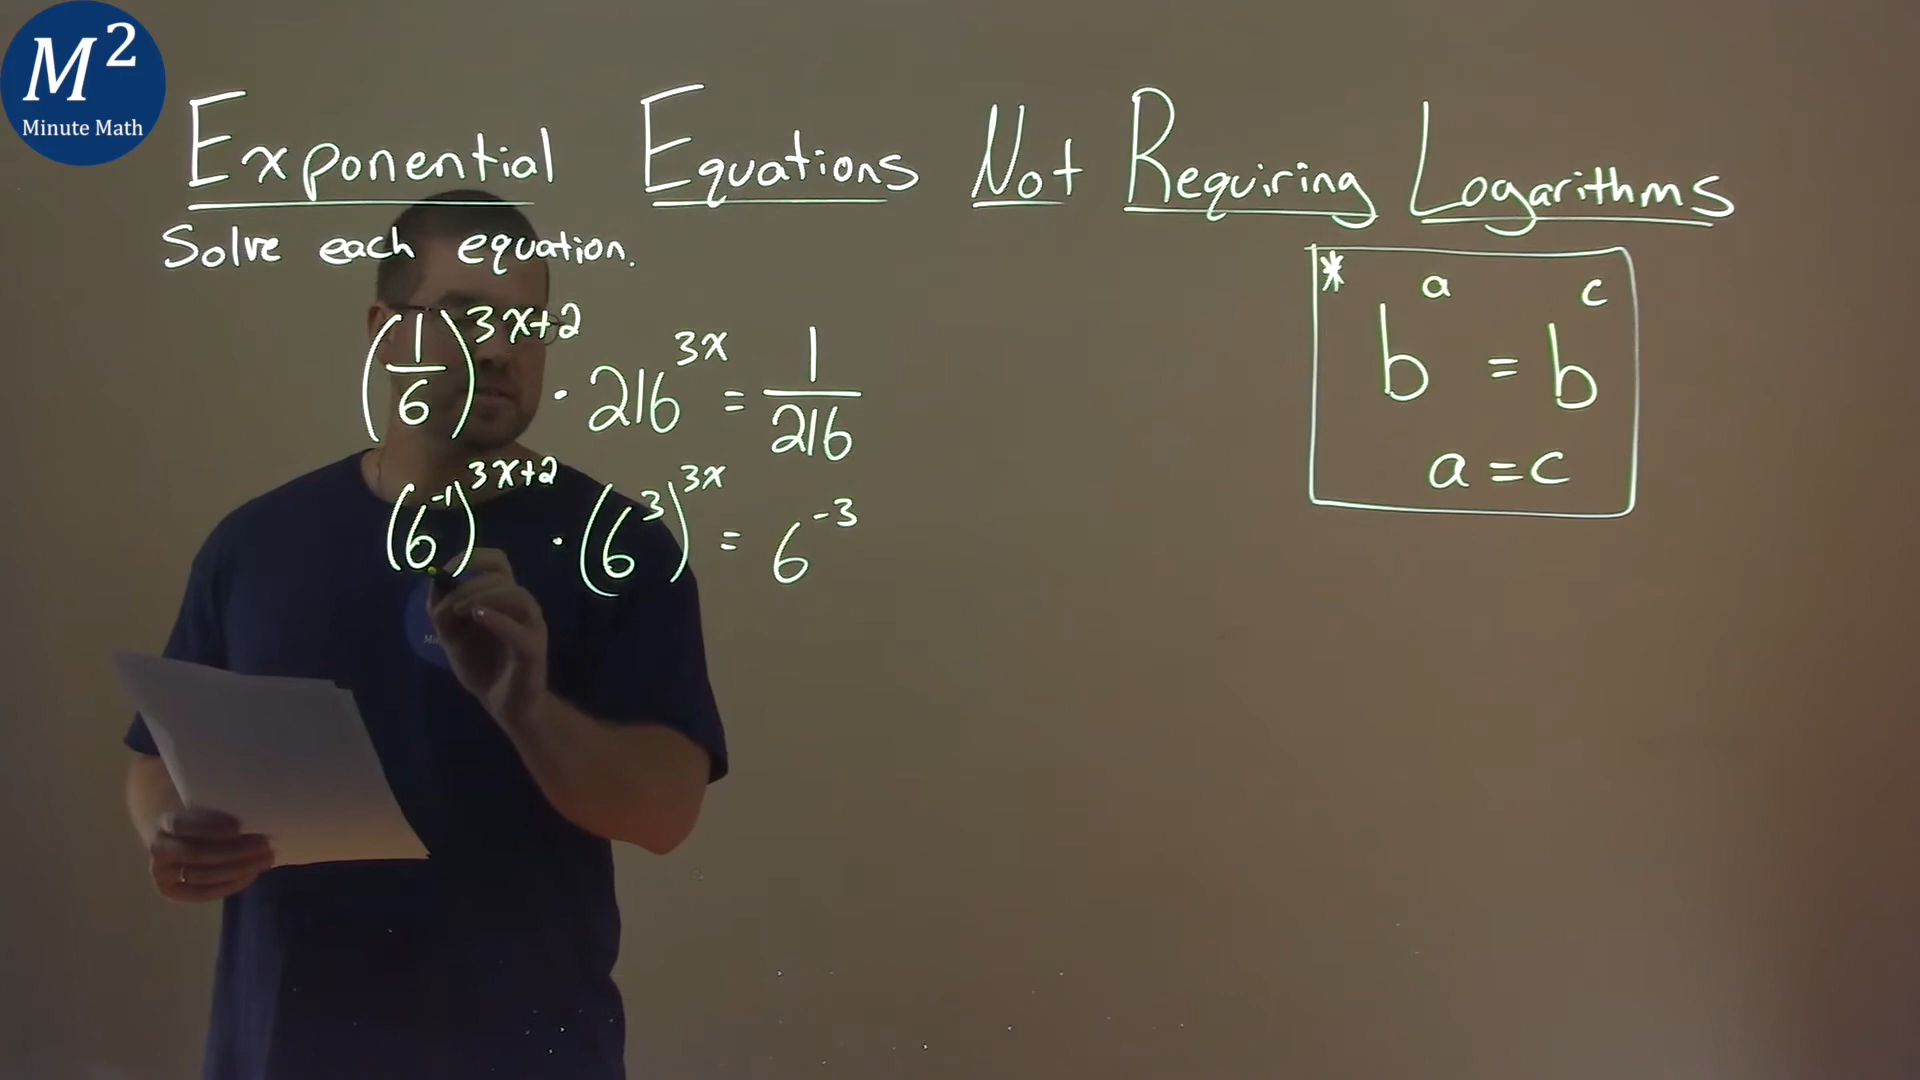 M²
Minute Math
Exponential Equations Not Requiring Logarithms
Solve each equation.
(1/6)^(3x+2) · 216^(3x) = 1/216
(6^(-1))^(3x+2) · (6^3)^(3x) = 6^(-3)
* b^a = b^c
a = c